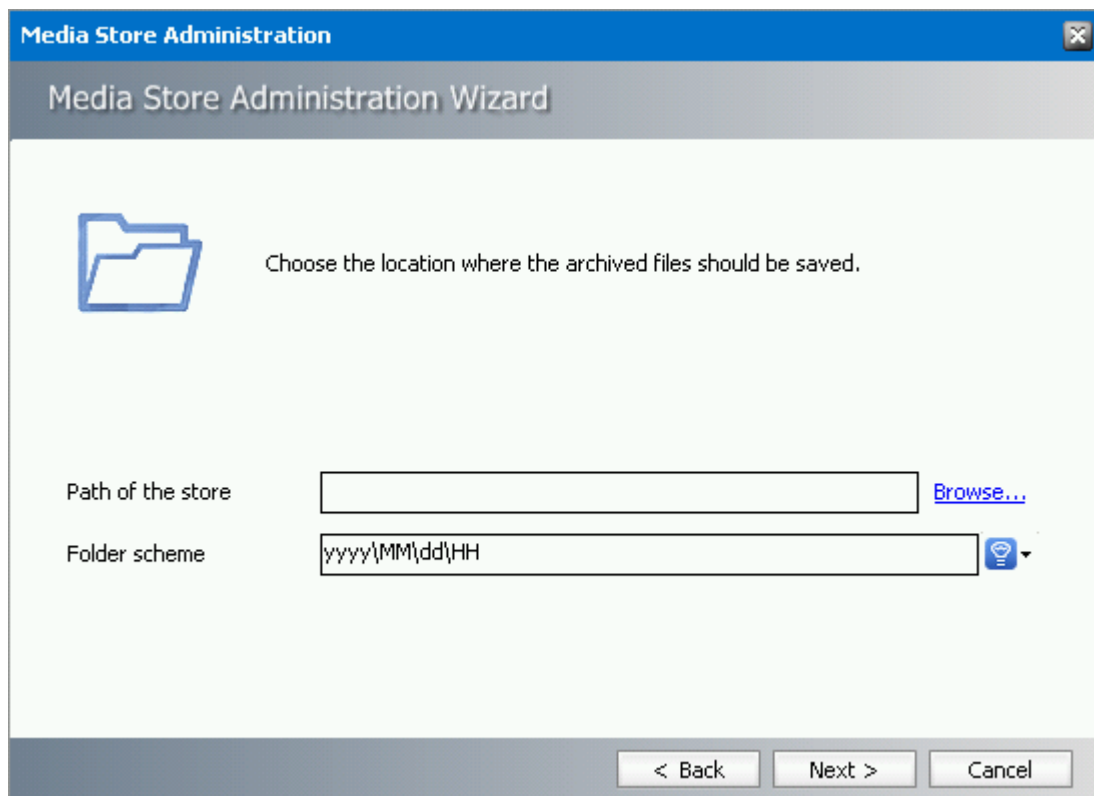 Media Store Administration
Media Store Administration Wizard
Choose the location where the archived files should be saved.
Path of the store
Browse...
Folder scheme
yyyy\MM\dd\HH
< Back
Next >
Cancel